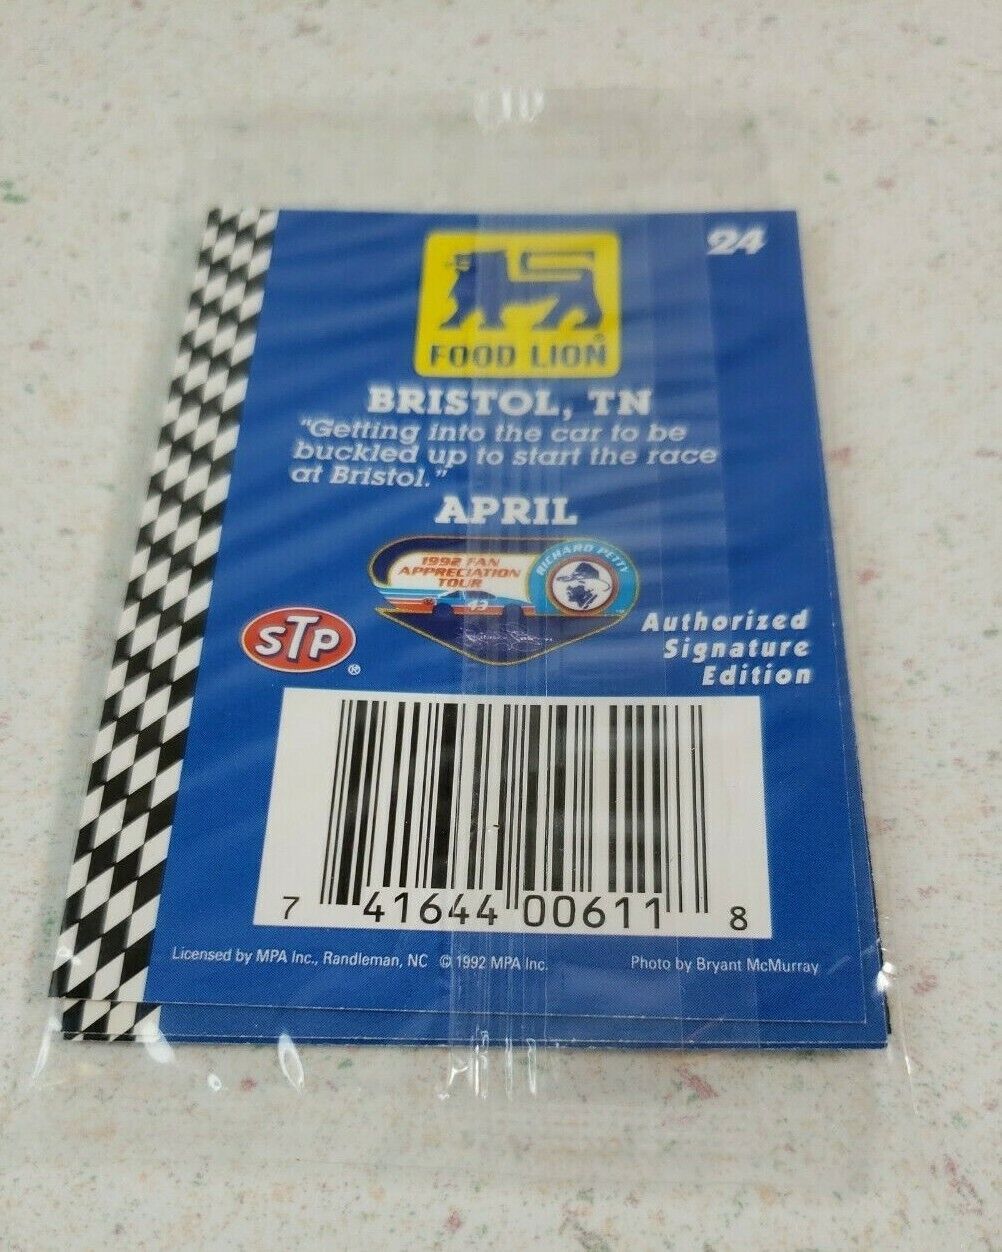 24
FOOD LION
®
BRISTOL, TN
"Getting into the car to be
buckled up to start the race
at Bristol."
APRIL
1992 FAN
APPRECIATION
TOUR
43
RICHARD PETTY
STP
®
Authorized
Signature
Edition
7 41644 00611 8
Licensed by MPA Inc., Randleman, NC © 1992 MPA Inc.
Photo by Bryant McMurray